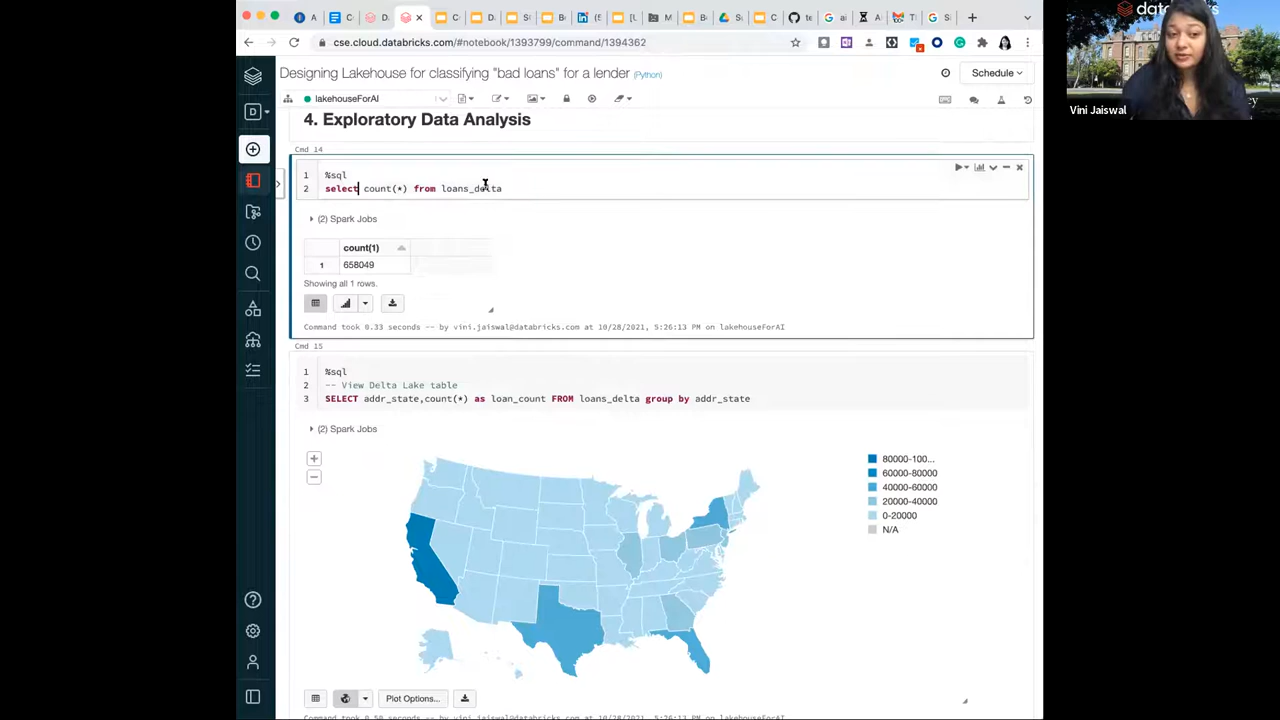 cse.cloud.databricks.com/#notebook/1393799/command/1394362
Designing Lakehouse for classifying "bad loans" for a lender (Python)
Schedule
lakehouseForAI
4. Exploratory Data Analysis
Cmd 14
1 %sql
2 select count(*) from loans_delta
(2) Spark Jobs
count(1)
1 658049
Showing all 1 rows.
Command took 0.33 seconds -- by vini.jaiswal@databricks.com at 10/28/2021, 5:26:13 PM on lakehouseForAI
Cmd 15
1 %sql
2 -- View Delta Lake table
3 SELECT addr_state,count(*) as loan_count FROM loans_delta group by addr_state
(2) Spark Jobs
80000-100...
60000-80000
40000-60000
20000-40000
0-20000
N/A
Plot Options...
Vini Jaiswal